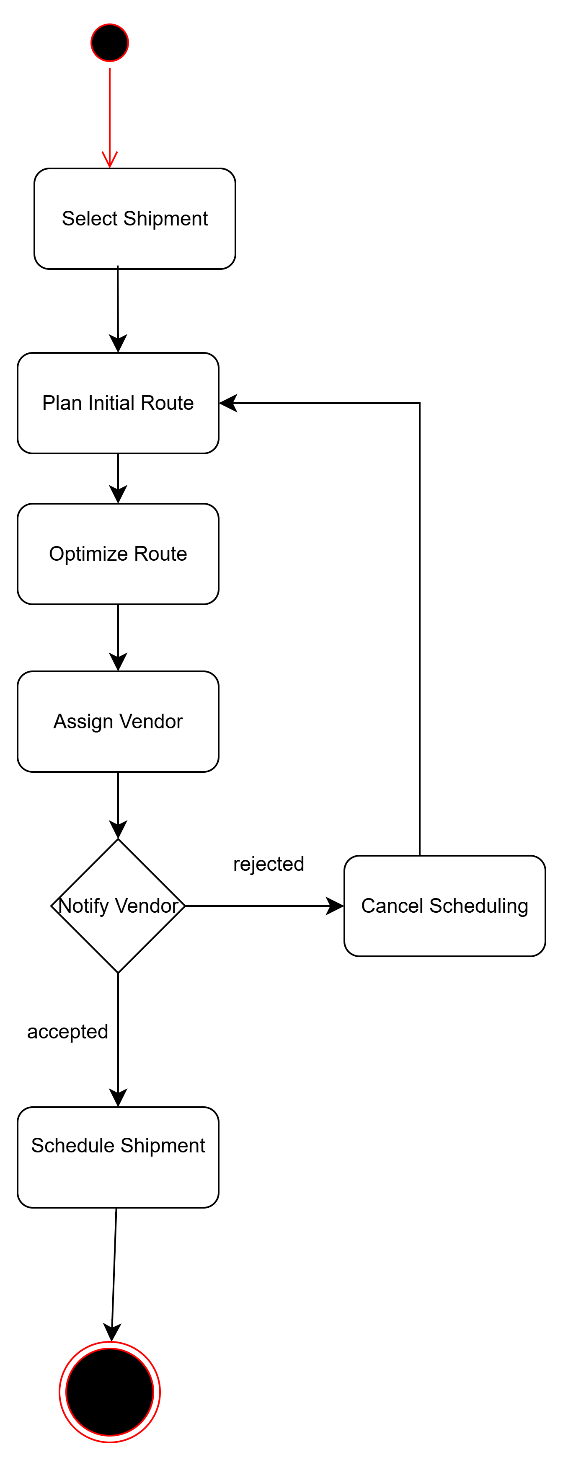 Select Shipment
Plan Initial Route
Optimize Route
Assign Vendor
rejected
Notify Vendor
Cancel Scheduling
accepted
Schedule Shipment